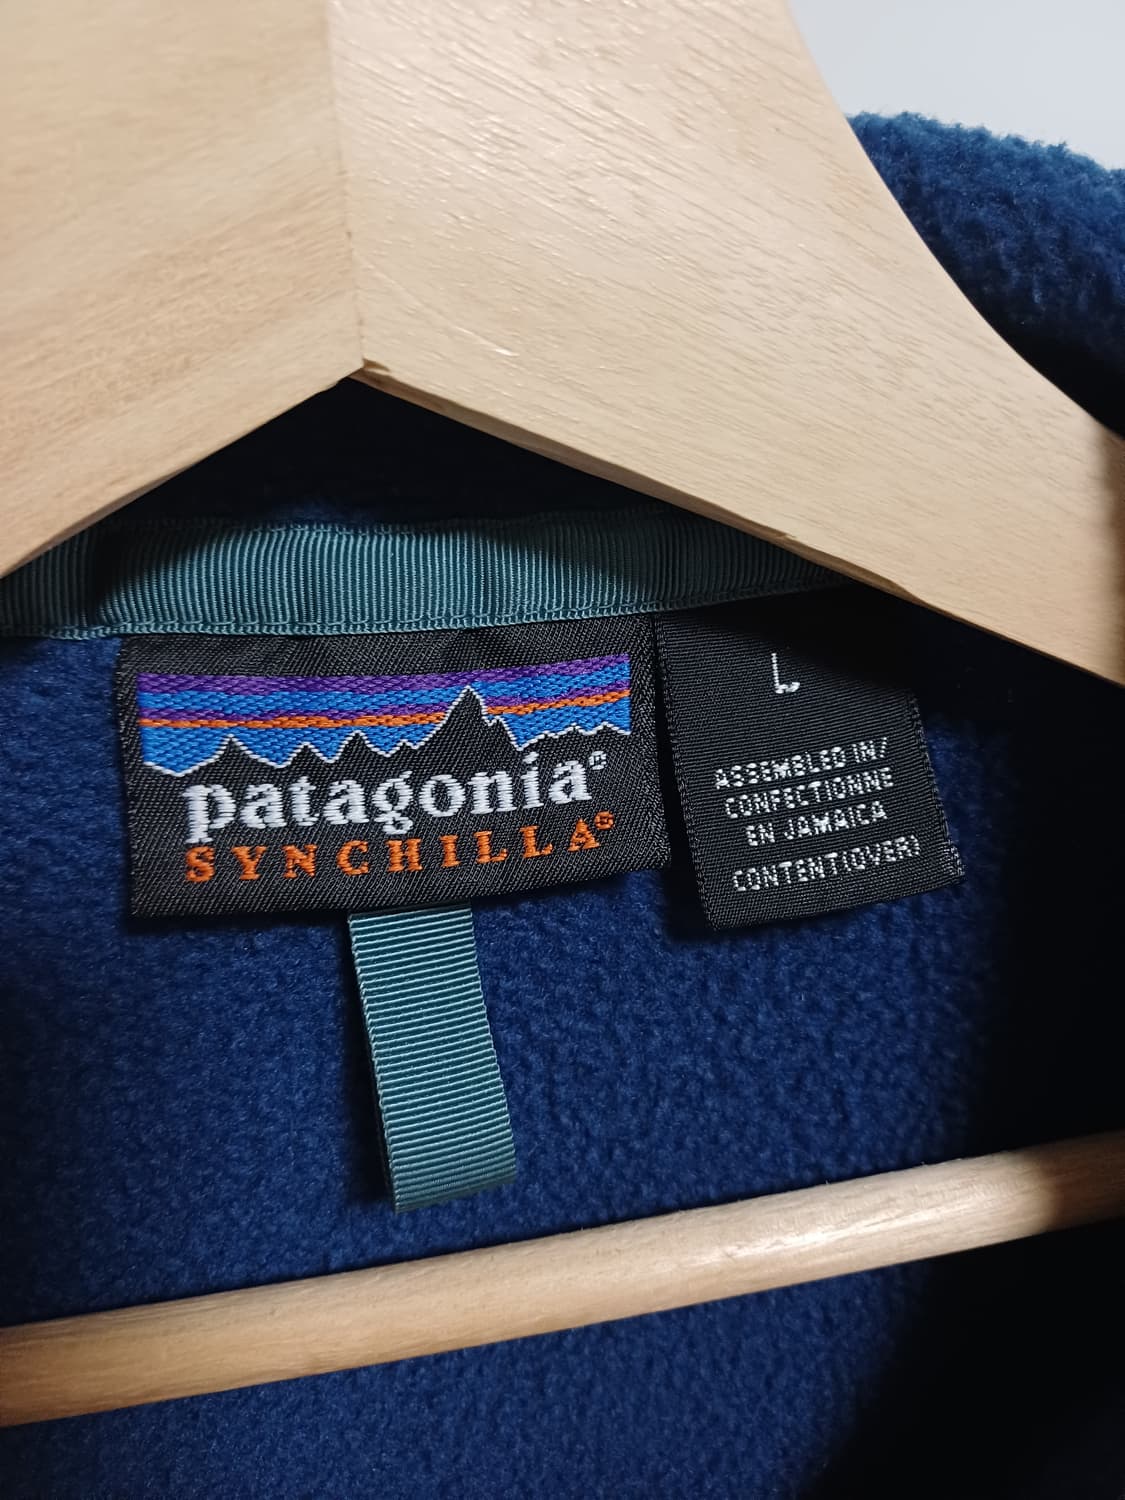 patagonia®
SYNCHILLA®
L
ASSEMBLED IN/
CONFECTIONNE
EN JAMAICA
CONTENT(OVER)